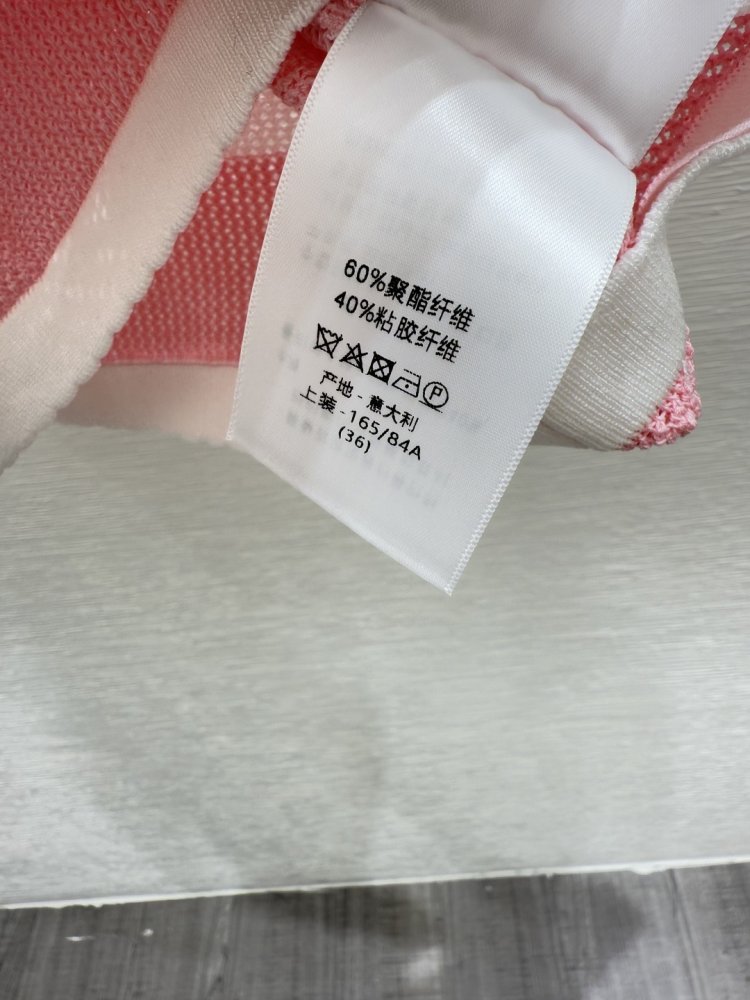 60%聚酯纤维
40%粘胶纤维
P
产地 - 意大利
上装 - 165/84A
(36)